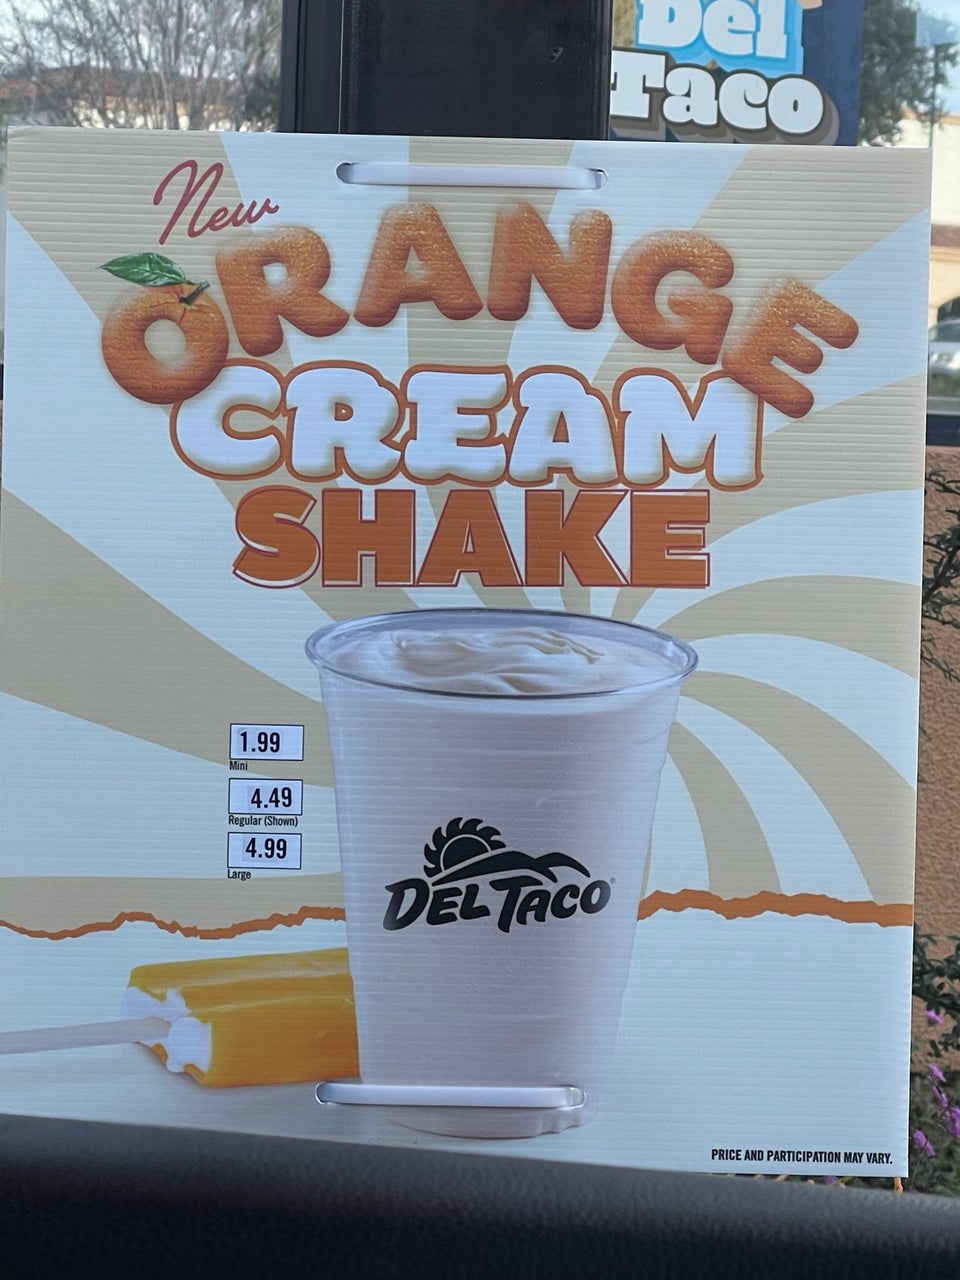 Del
Taco
New
ORANGE
CREAM
SHAKE
1.99
Mini
4.49
Regular (Shown)
4.99
Large
DEL TACO
PRICE AND PARTICIPATION MAY VARY.